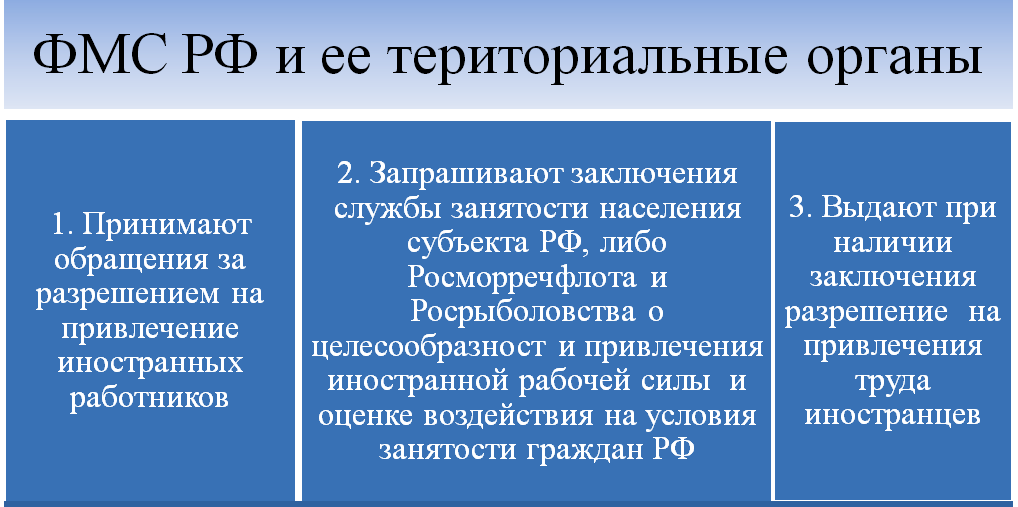 ФМС РФ и ее териториальные органы
1. Принимают
обращения за
разрешением на
привлечение
иностранных
работников
2. Запрашивают заключения
службы занятости населения
субъекта РФ, либо
Росморречфлота и
Росрыболовства о
целесообразност и привлечения
иностранной рабочей силы и
оценке воздействия на условия
занятости граждан РФ
3. Выдают при
наличии
заключения
разрешение на
привлечения
труда
иностранцев